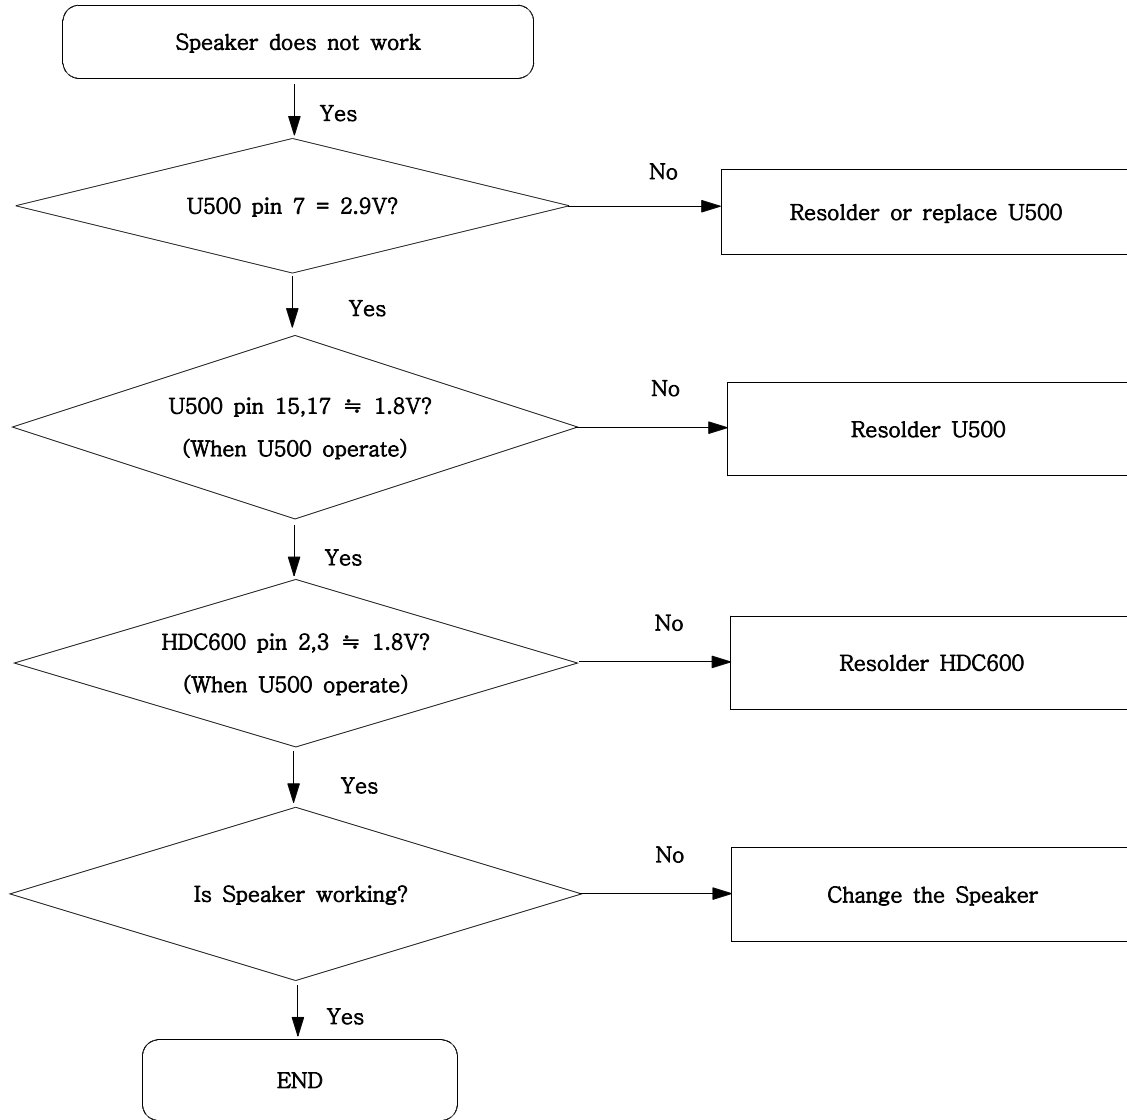 Speaker does not work
Yes
No
U500 pin 7 = 2.9V?
Resolder or replace U500
Yes
No
U500 pin 15,17 ≒ 1.8V?
(When U500 operate)
Resolder U500
Yes
No
HDC600 pin 2,3 ≒ 1.8V?
(When U500 operate)
Resolder HDC600
Yes
No
Is Speaker working?
Change the Speaker
Yes
END